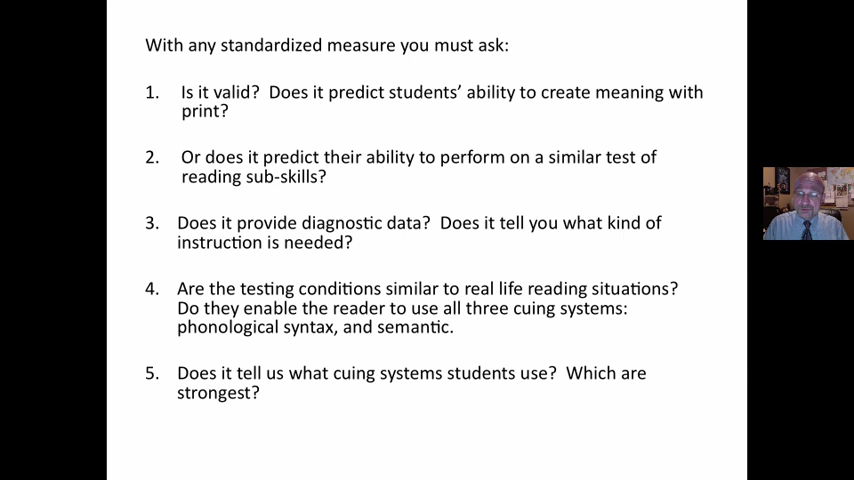 With any standardized measure you must ask:
1. Is it valid? Does it predict students' ability to create meaning with
print?
2. Or does it predict their ability to perform on a similar test of
reading sub-skills?
3. Does it provide diagnostic data? Does it tell you what kind of
instruction is needed?
4. Are the testing conditions similar to real life reading situations?
Do they enable the reader to use all three cuing systems:
phonological syntax, and semantic.
5. Does it tell us what cuing systems students use? Which are
strongest?